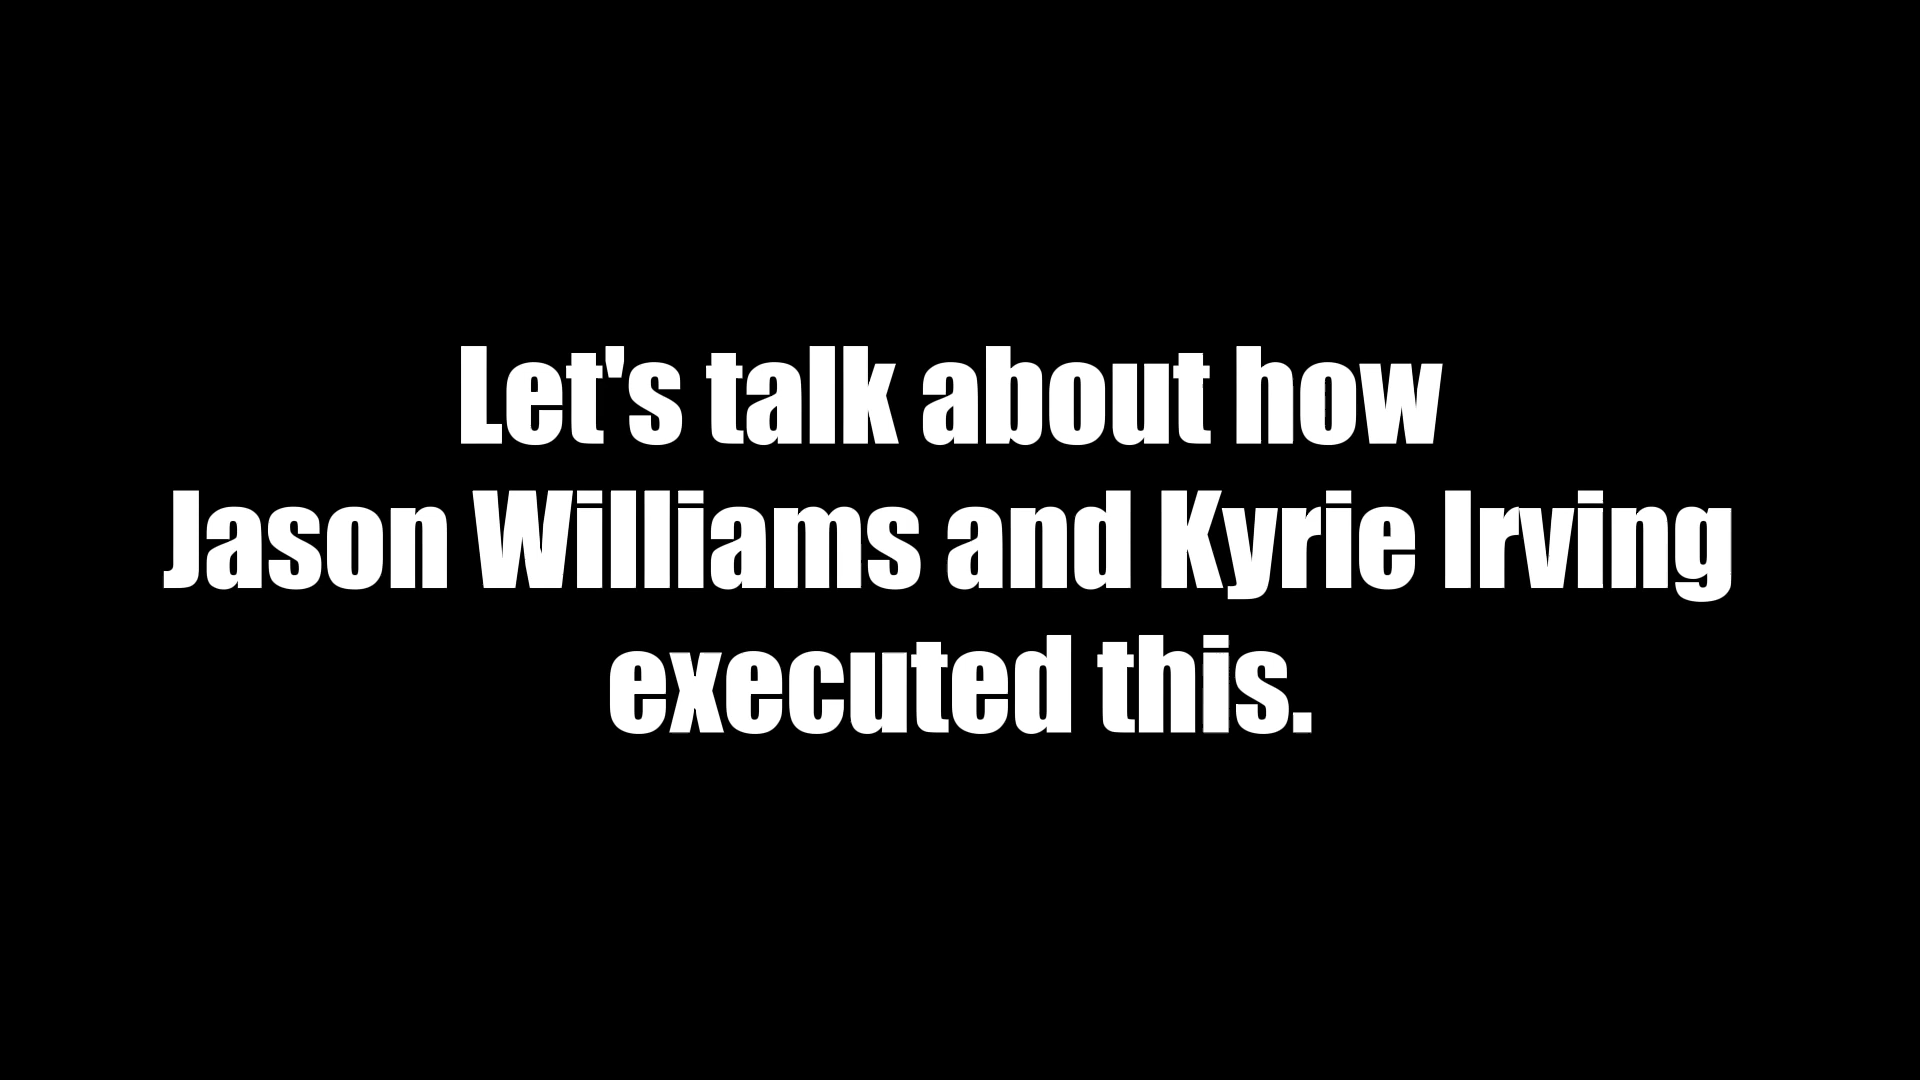 Let's talk about how
Jason Williams and Kyrie Irving
executed this.